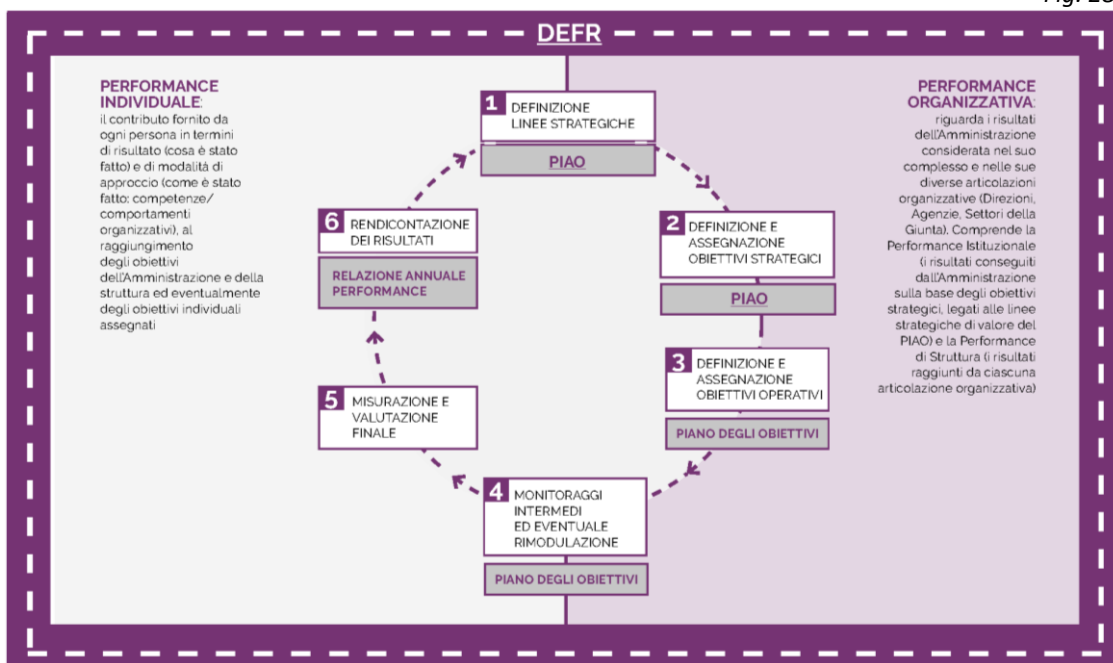 DEFR
PERFORMANCE
INDIVIDUALE:
il contributo fornito da
ogni persona in termini
di risultato (cosa è stato
fatto) e di modalità di
approccio (come è stato
fatto: competenze/
comportamenti
organizzativi), al
raggiungimento
degli obiettivi
dell'Amministrazione e della
struttura ed eventualmente
degli obiettivi individuali
assegnati
1 DEFINIZIONE
LINEE STRATEGICHE
PIAO
2 DEFINIZIONE E
ASSEGNAZIONE
OBIETTIVI STRATEGICI
PIAO
3 DEFINIZIONE E
ASSEGNAZIONE
OBIETTIVI OPERATIVI
PIANO DEGLI OBIETTIVI
4 MONITORAGGI
INTERMEDI
ED EVENTUALE
RIMODULAZIONE
PIANO DEGLI OBIETTIVI
5 MISURAZIONE E
VALUTAZIONE
FINALE
6 RENDICONTAZIONE
DEI RISULTATI
RELAZIONE ANNUALE
PERFORMANCE
PERFORMANCE
ORGANIZZATIVA:
riguarda i risultati
dell'Amministrazione
considerata nel suo
complesso e nelle sue
diverse articolazioni
organizzative (Direzioni,
Agenzie, Settori della
Giunta). Comprende la
Performance Istituzionale
(i risultati conseguiti
dall'Amministrazione
sulla base degli obiettivi
strategici, legati alle linee
strategiche di valore del
PIAO) e la Performance
di Struttura (i risultati
raggiunti da ciascuna
articolazione organizzativa)